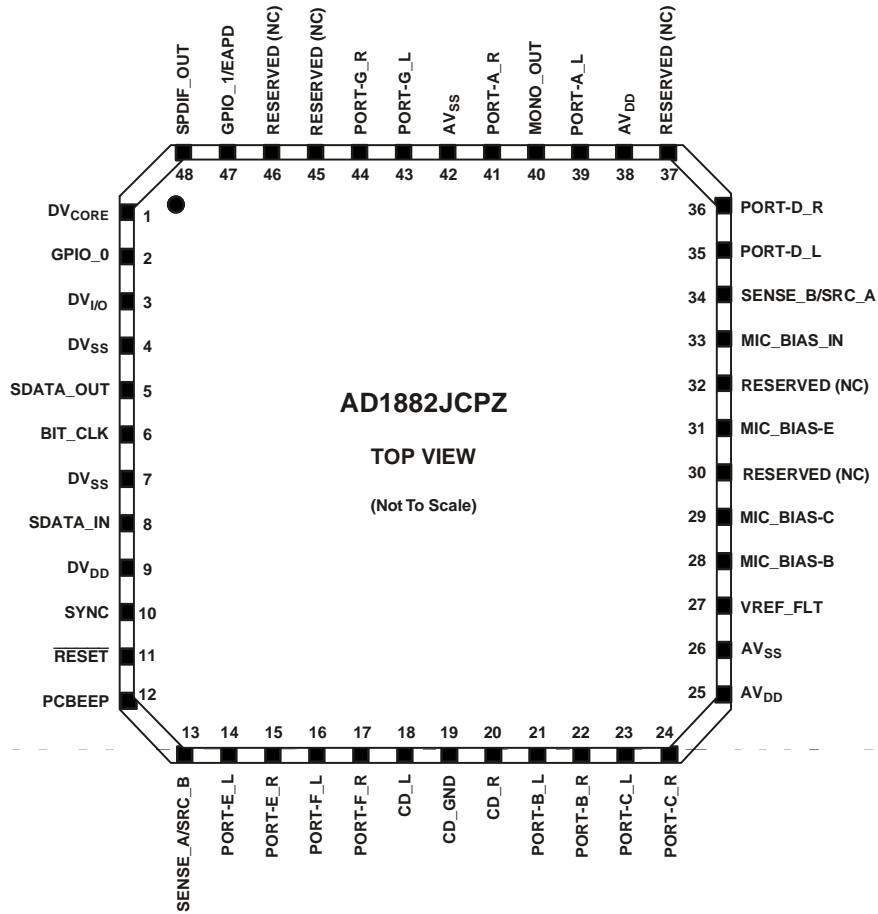 SPDIF_OUT
GPIO_1/EAPD
RESERVED (NC)
RESERVED (NC)
PORT-G_R
PORT-G_L
AVSS
PORT-A_R
MONO_OUT
PORT-A_L
AVDD
RESERVED (NC)
48 47 46 45 44 43 42 41 40 39 38 37
DVCORE 1
GPIO_0 2
DVI/O 3
DVSS 4
SDATA_OUT 5
BIT_CLK 6
DVSS 7
SDATA_IN 8
DVDD 9
SYNC 10
RESET 11
PCBEEP 12
AD1882JCPZ
TOP VIEW
(Not To Scale)
36 PORT-D_R
35 PORT-D_L
34 SENSE_B/SRC_A
33 MIC_BIAS_IN
32 RESERVED (NC)
31 MIC_BIAS-E
30 RESERVED (NC)
29 MIC_BIAS-C
28 MIC_BIAS-B
27 VREF_FLT
26 AVSS
25 AVDD
13 14 15 16 17 18 19 20 21 22 23 24
SENSE_A/SRC_B
PORT-E_L
PORT-E_R
PORT-F_L
PORT-F_R
CD_L
CD_GND
CD_R
PORT-B_L
PORT-B_R
PORT-C_L
PORT-C_R